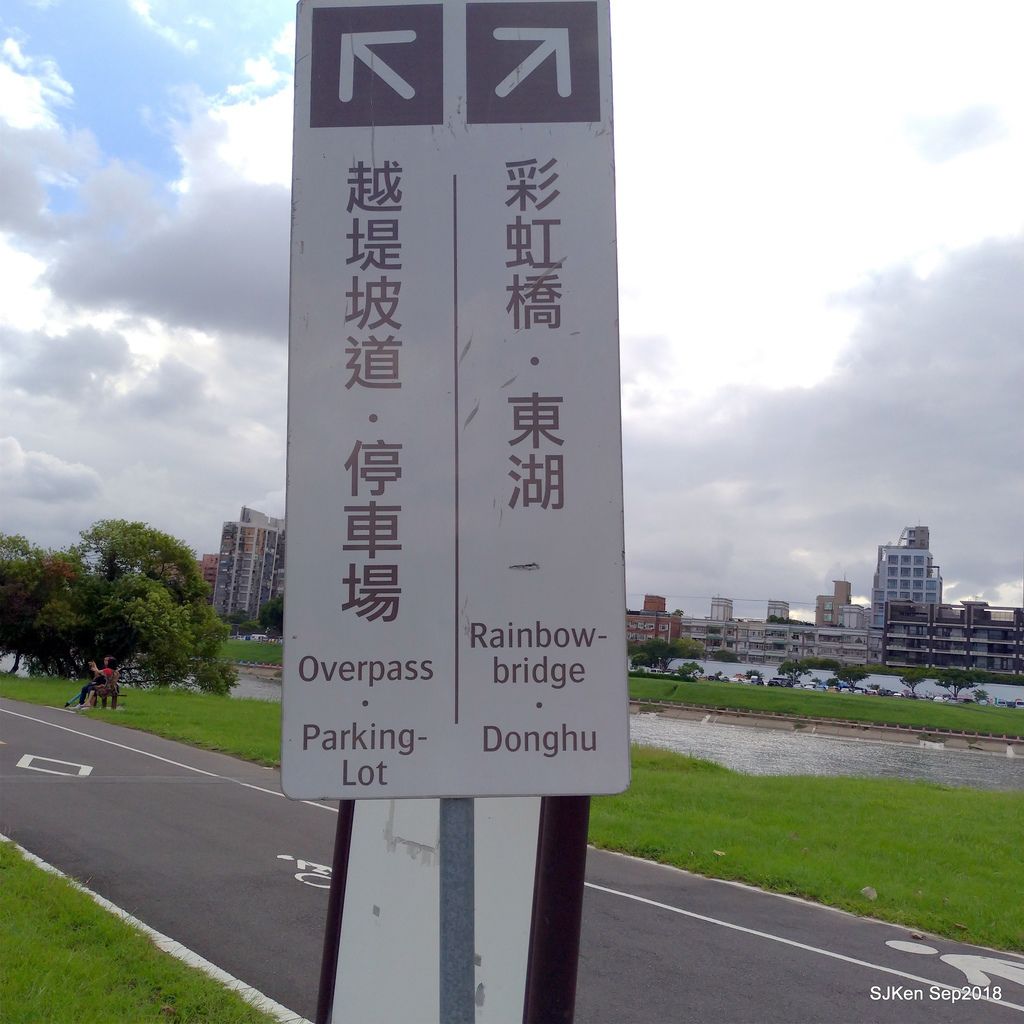 越堤坡道·停車場
Overpass
·
Parking-
Lot
彩虹橋·東湖
Rainbow-
bridge
·
Donghu
SJKen Sep2018